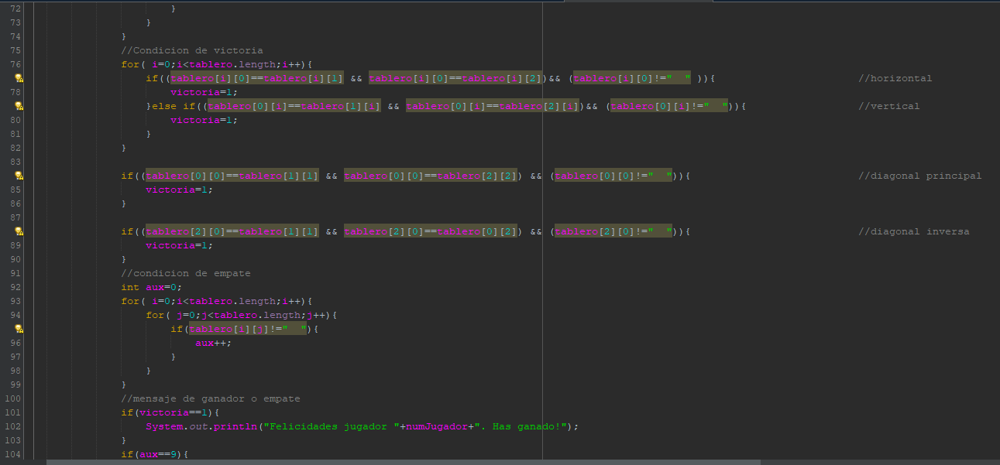 72 }
73 }
74 }
75 //Condicion de victoria
76 for( i=0;i<tablero.length;i++){
if((tablero[i][0]==tablero[i][1] && tablero[i][0]==tablero[i][2])&& (tablero[i][0]!="  " )){ //horizontal
78 victoria=1;
}else if((tablero[0][i]==tablero[1][i] && tablero[0][i]==tablero[2][i])&& (tablero[0][i]!="  ")){ //vertical
80 victoria=1;
81 }
82 }
83
if((tablero[0][0]==tablero[1][1] && tablero[0][0]==tablero[2][2]) && (tablero[0][0]!="  ")){ //diagonal principal
85 victoria=1;
86 }
87
if((tablero[2][0]==tablero[1][1] && tablero[2][0]==tablero[0][2]) && (tablero[2][0]!="  ")){ //diagonal inversa
89 victoria=1;
90 }
91 //condicion de empate
92 int aux=0;
93 for( i=0;i<tablero.length;i++){
94 for( j=0;j<tablero.length;j++){
if(tablero[i][j]!="  "){
96 aux++;
97 }
98 }
99 }
100 //mensaje de ganador o empate
101 if(victoria==1){
102 System.out.println("Felicidades jugador "+numJugador+". Has ganado!");
103 }
104 if(aux==9){